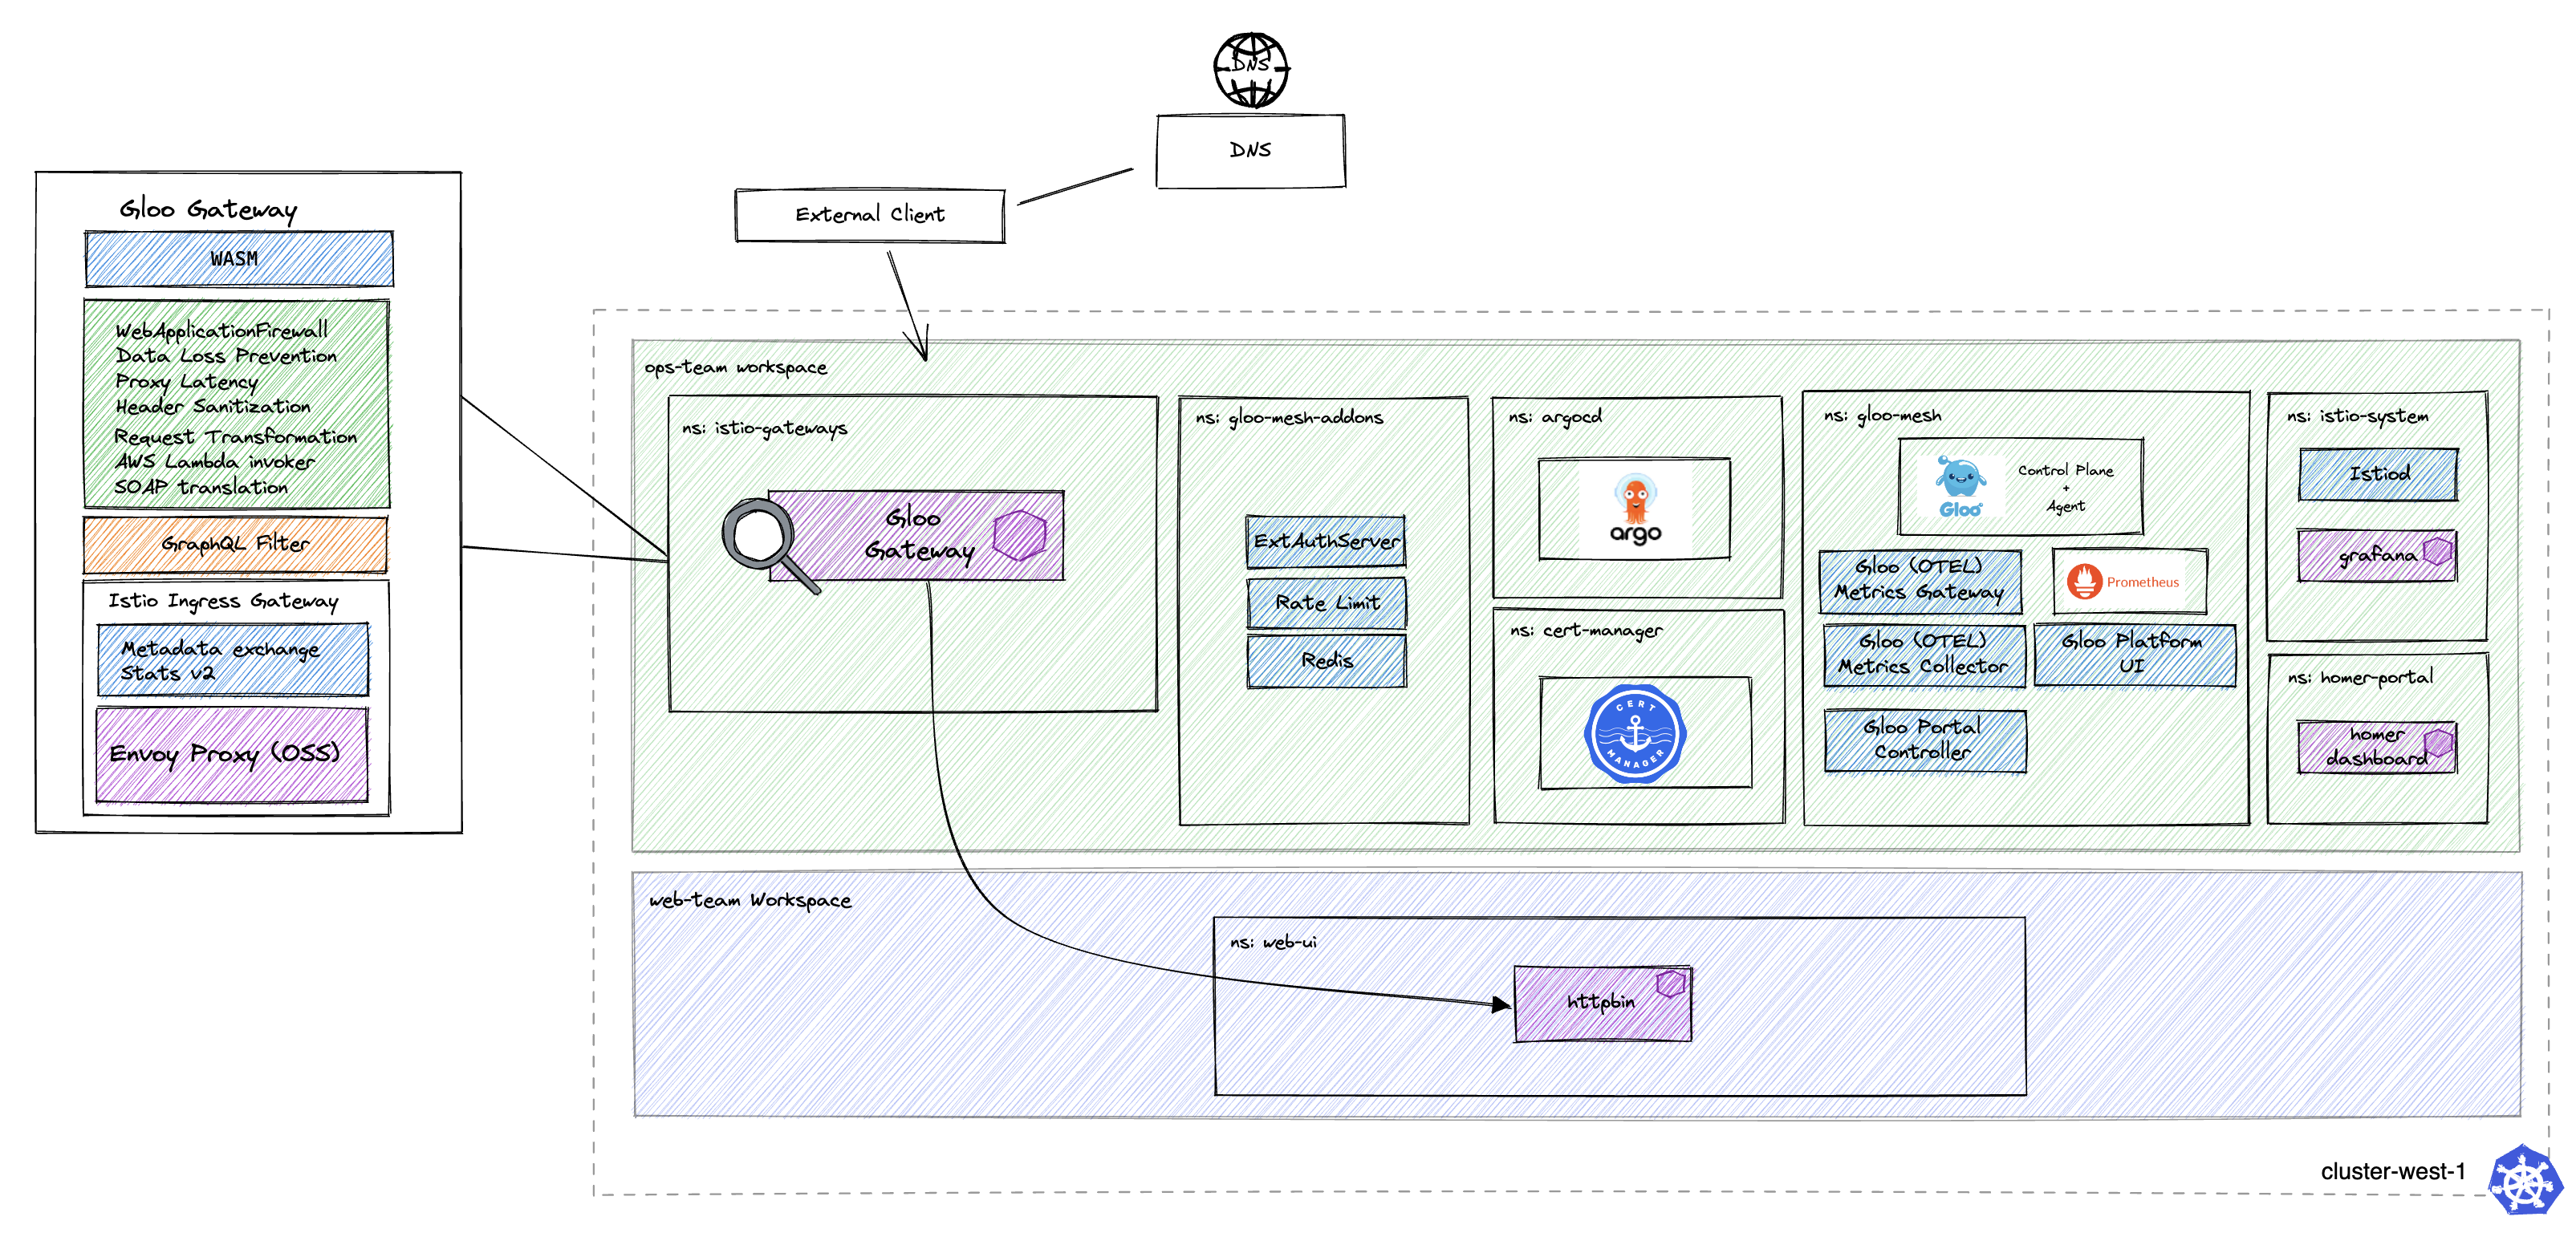 DNS
DNS
External Client
Gloo Gateway
WASM
WebApplicationFirewall
Data Loss Prevention
Proxy Latency
Header Sanitization
Request Transformation
AWS Lambda invoker
SOAP translation
GraphQL Filter
Istio Ingress Gateway
Metadata exchange
Stats v2
Envoy Proxy (OSS)
ops-team workspace
ns: istio-gateways
Gloo
Gateway
ns: gloo-mesh-addons
ExtAuthServer
Rate Limit
Redis
ns: argocd
argo
ns: cert-manager
CERT
MANAGER
ns: gloo-mesh
Gloo
Control Plane
+
Agent
Gloo (OTEL)
Metrics Gateway
Prometheus
Gloo (OTEL)
Metrics Collector
Gloo Platform
UI
Gloo Portal
Controller
ns: istio-system
Istiod
grafana
ns: homer-portal
homer
dashboard
web-team Workspace
ns: web-ui
httpbin
cluster-west-1